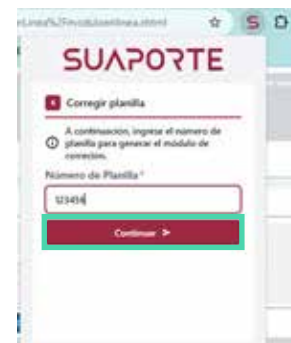 S
SUAPORTE
Corregir planilla
A continuación, ingrese el número de
planilla para generar el módulo de
correción.
Número de Planilla *
123456
Continuar >